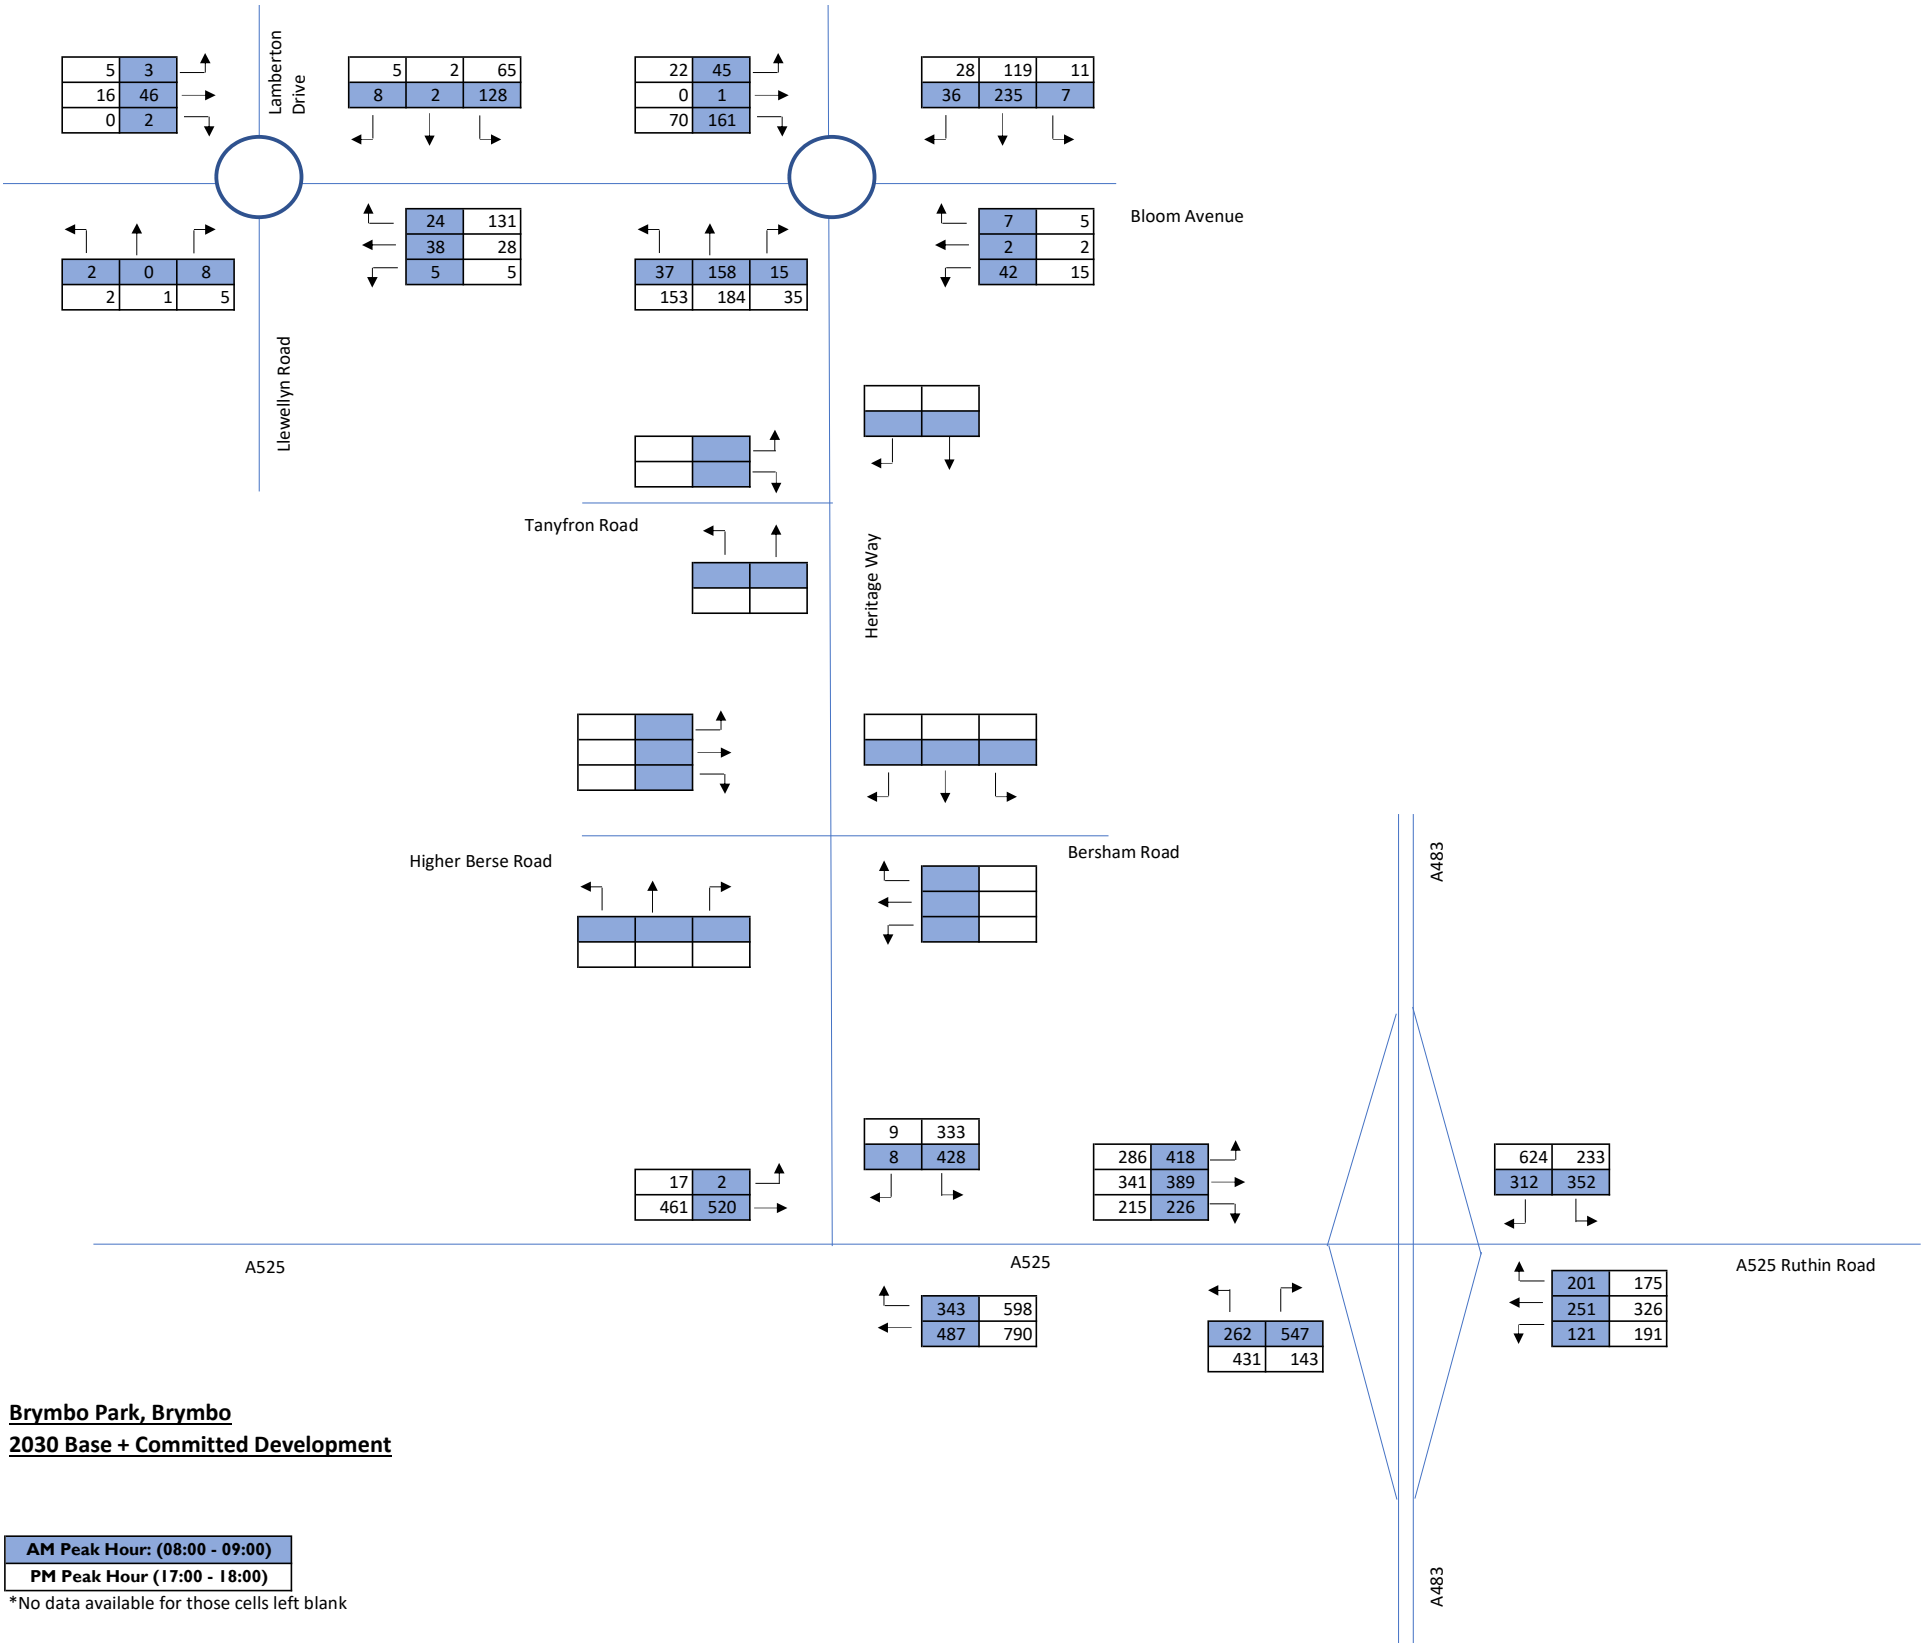 Lamberton
Drive
5 3
16 46
0 2
5 2 65
8 2 128
22 45
0 1
70 161
28 119 11
36 235 7
24 131
38 28
5 5
7 5
2 2
42 15
Bloom Avenue
2 0 8
2 1 5
37 158 15
153 184 35
Llewellyn Road
Tanyfron Road
Heritage Way
Higher Berse Road
Bersham Road
A483
9 333
8 428
17 2
461 520
286 418
341 389
215 226
624 233
312 352
A525
A525
A525 Ruthin Road
343 598
487 790
262 547
431 143
201 175
251 326
121 191
Brymbo Park, Brymbo
2030 Base + Committed Development
AM Peak Hour: (08:00 - 09:00)
PM Peak Hour (17:00 - 18:00)
*No data available for those cells left blank
A483